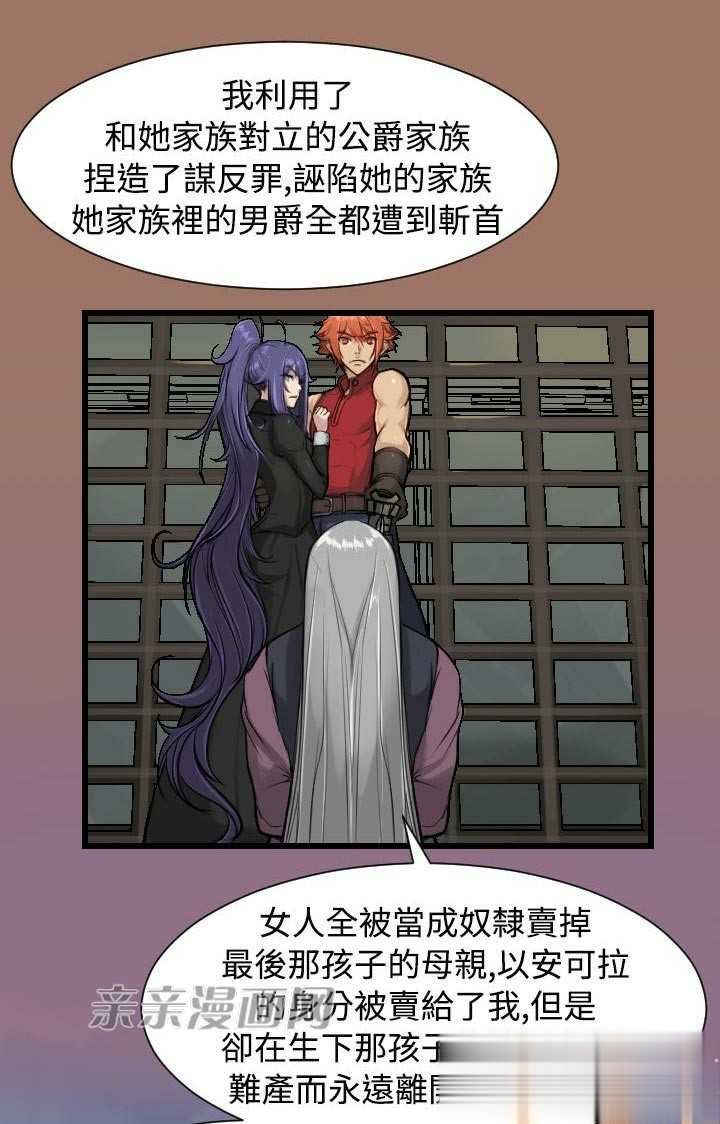 我利用了
和她家族對立的公爵家族
捏造了謀反罪,誣陷她的家族
她家族裡的男爵全都遭到斬首
女人全被當成奴隸賣掉
最後那孩子的母親,以安可拉
的身分被賣給了我,但是
卻在生下那孩子
難產而永遠離開
亲亲漫画网